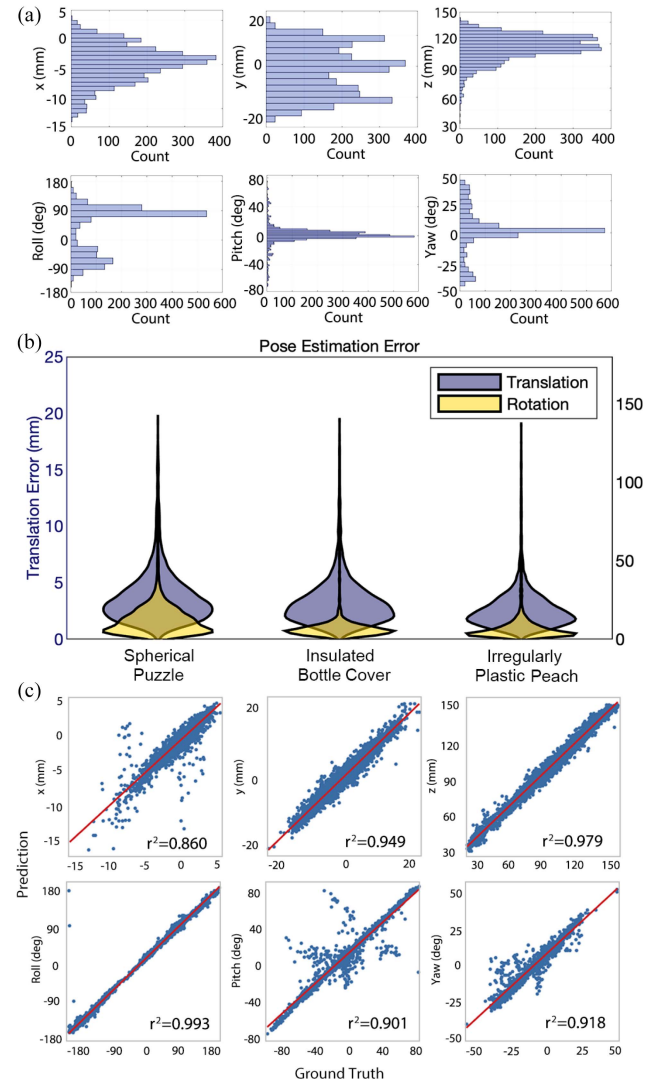 (a)
5
0
-5
-10
-15
x (mm)
0 100 200 300 400
Count
20
0
-20
y (mm)
0 100 200 300 400
Count
150
120
90
60
30
z (mm)
0 100 200 300 400
Count
180
90
0
-90
-180
Roll (deg)
0 100 200 300 400 500 600
Count
80
40
0
-40
-80
Pitch (deg)
0 100 200 300 400 500 600
Count
50
25
0
-25
-50
Yaw (deg)
0 100 200 300 400 500 600
Count
(b)
Pose Estimation Error
25
20
15
10
5
0
Translation Error (mm)
Translation
Rotation
150
100
50
0
Spherical
Puzzle
Insulated
Bottle Cover
Irregularly
Plastic Peach
(c)
Prediction
5
0
-5
-10
-15
x (mm)
r²=0.860
-15 -10 -5 0 5
20
0
-20
y (mm)
r²=0.949
-20 0 20
150
120
90
60
30
z (mm)
r²=0.979
30 60 90 120 150
180
90
0
-90
-180
Roll (deg)
r²=0.993
-180 -90 0 90 180
80
40
0
-40
-80
Pitch (deg)
r²=0.901
-80 -40 0 40 80
50
25
0
-25
-50
Yaw (deg)
r²=0.918
-50 -25 0 25 50
Ground Truth